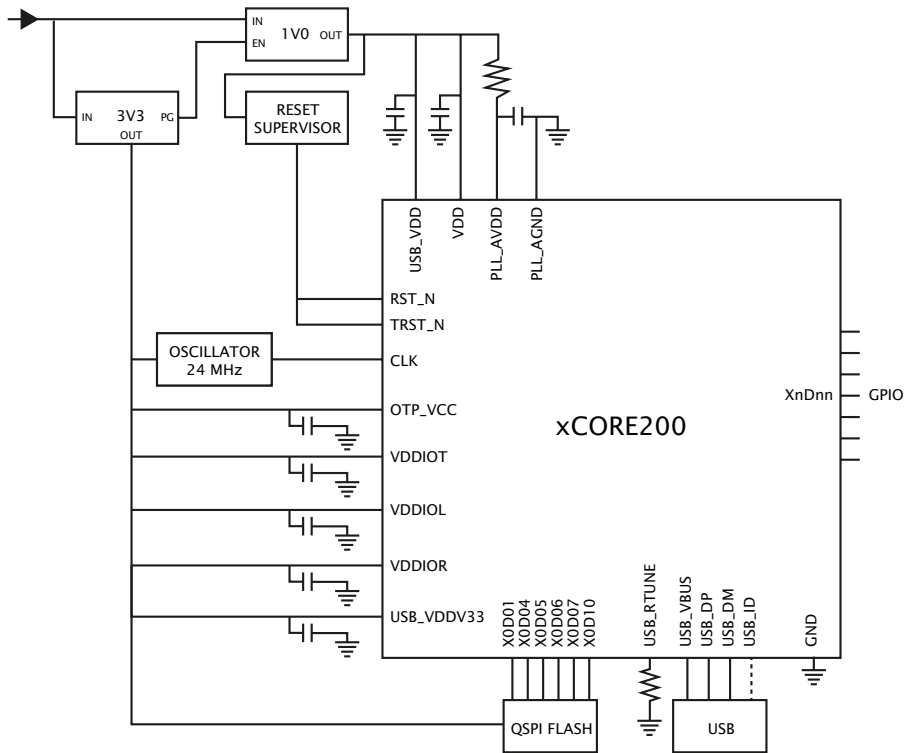 IN
EN
1V0
OUT
IN
3V3
PG
OUT
RESET
SUPERVISOR
USB_VDD
VDD
PLL_AVDD
PLL_AGND
RST_N
TRST_N
OSCILLATOR
24 MHz
CLK
OTP_VCC
VDDIOT
VDDIOL
VDDIOR
USB_VDDV33
xCORE200
XnDnn
GPIO
X0D01
X0D04
X0D05
X0D06
X0D07
X0D10
USB_RTUNE
USB_VBUS
USB_DP
USB_DM
USB_ID
GND
QSPI FLASH
USB